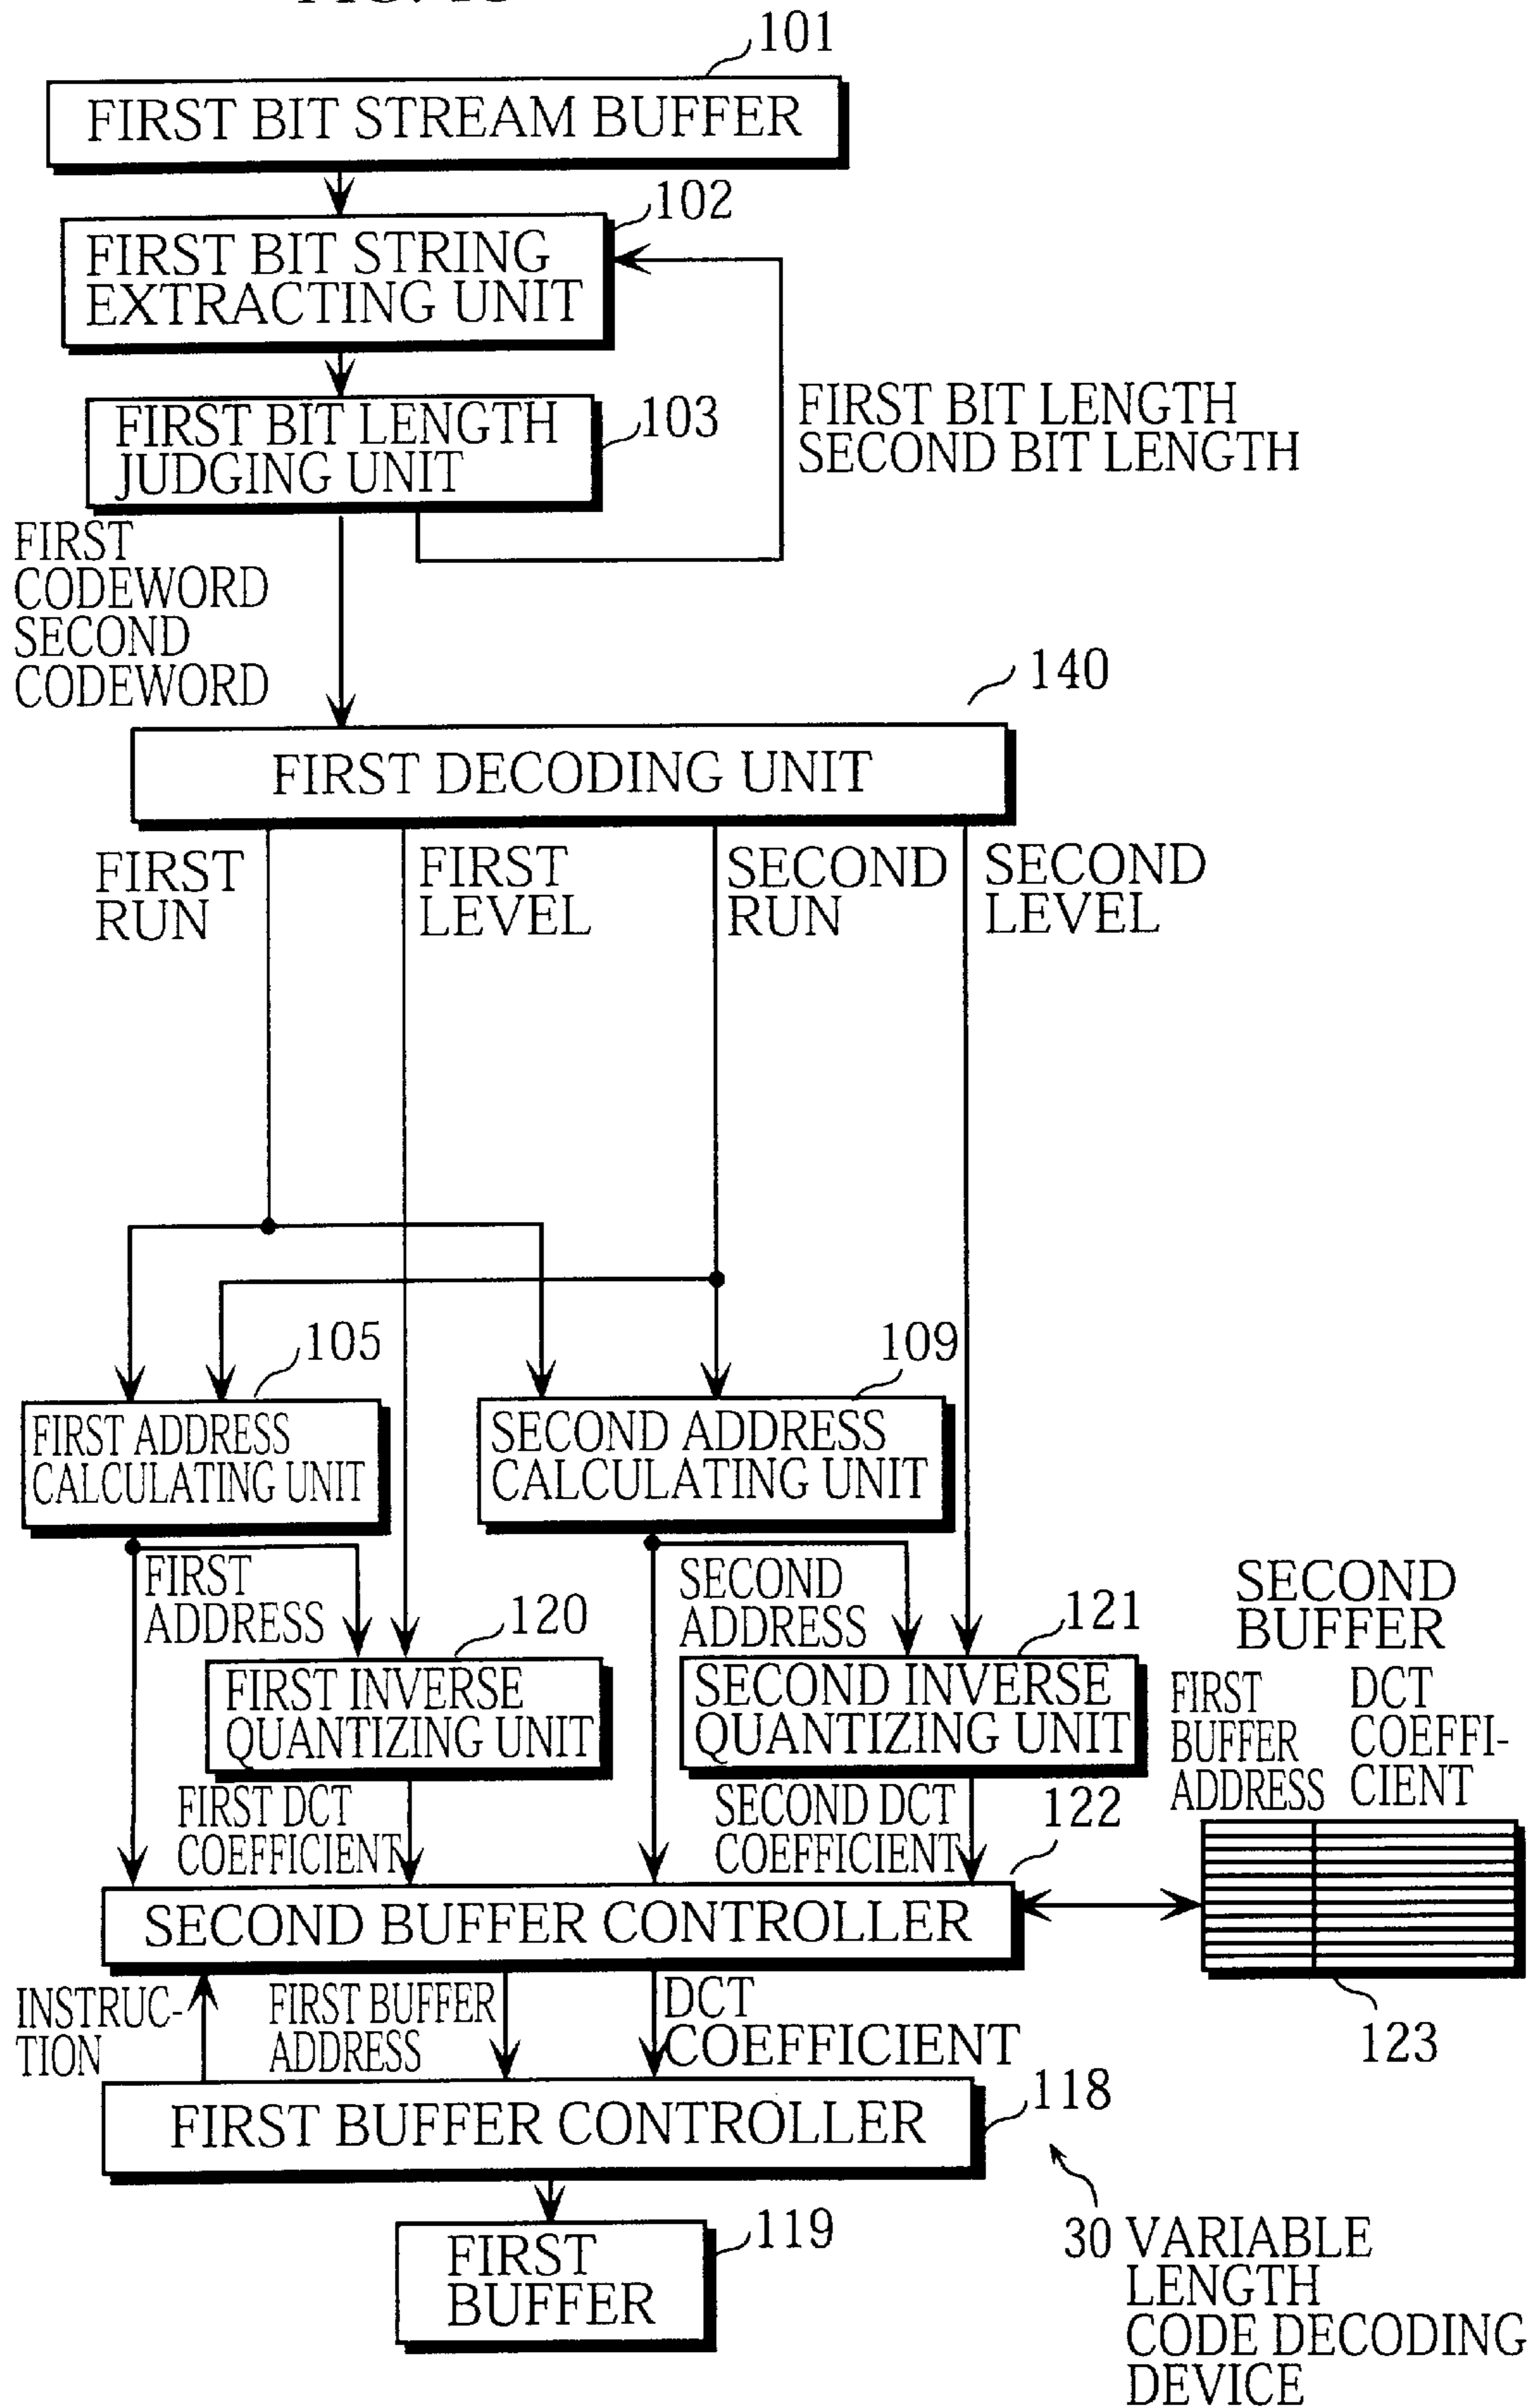 101
FIRST BIT STREAM BUFFER
102
FIRST BIT STRING
EXTRACTING UNIT
103
FIRST BIT LENGTH
JUDGING UNIT
FIRST BIT LENGTH
SECOND BIT LENGTH
FIRST
CODEWORD
SECOND
CODEWORD
140
FIRST DECODING UNIT
FIRST
RUN
FIRST
LEVEL
SECOND
RUN
SECOND
LEVEL
105
109
FIRST ADDRESS
CALCULATING UNIT
SECOND ADDRESS
CALCULATING UNIT
FIRST
ADDRESS
120
SECOND
ADDRESS
121
SECOND
BUFFER
FIRST INVERSE
QUANTIZING UNIT
SECOND INVERSE
QUANTIZING UNIT
FIRST
BUFFER
ADDRESS
DCT
COEFFI-
CIENT
FIRST DCT
COEFFICIENT
SECOND DCT
COEFFICIENT
122
SECOND BUFFER CONTROLLER
123
INSTRUC-
TION
FIRST BUFFER
ADDRESS
DCT
COEFFICIENT
118
FIRST BUFFER CONTROLLER
119
FIRST
BUFFER
30 VARIABLE
LENGTH
CODE DECODING
DEVICE